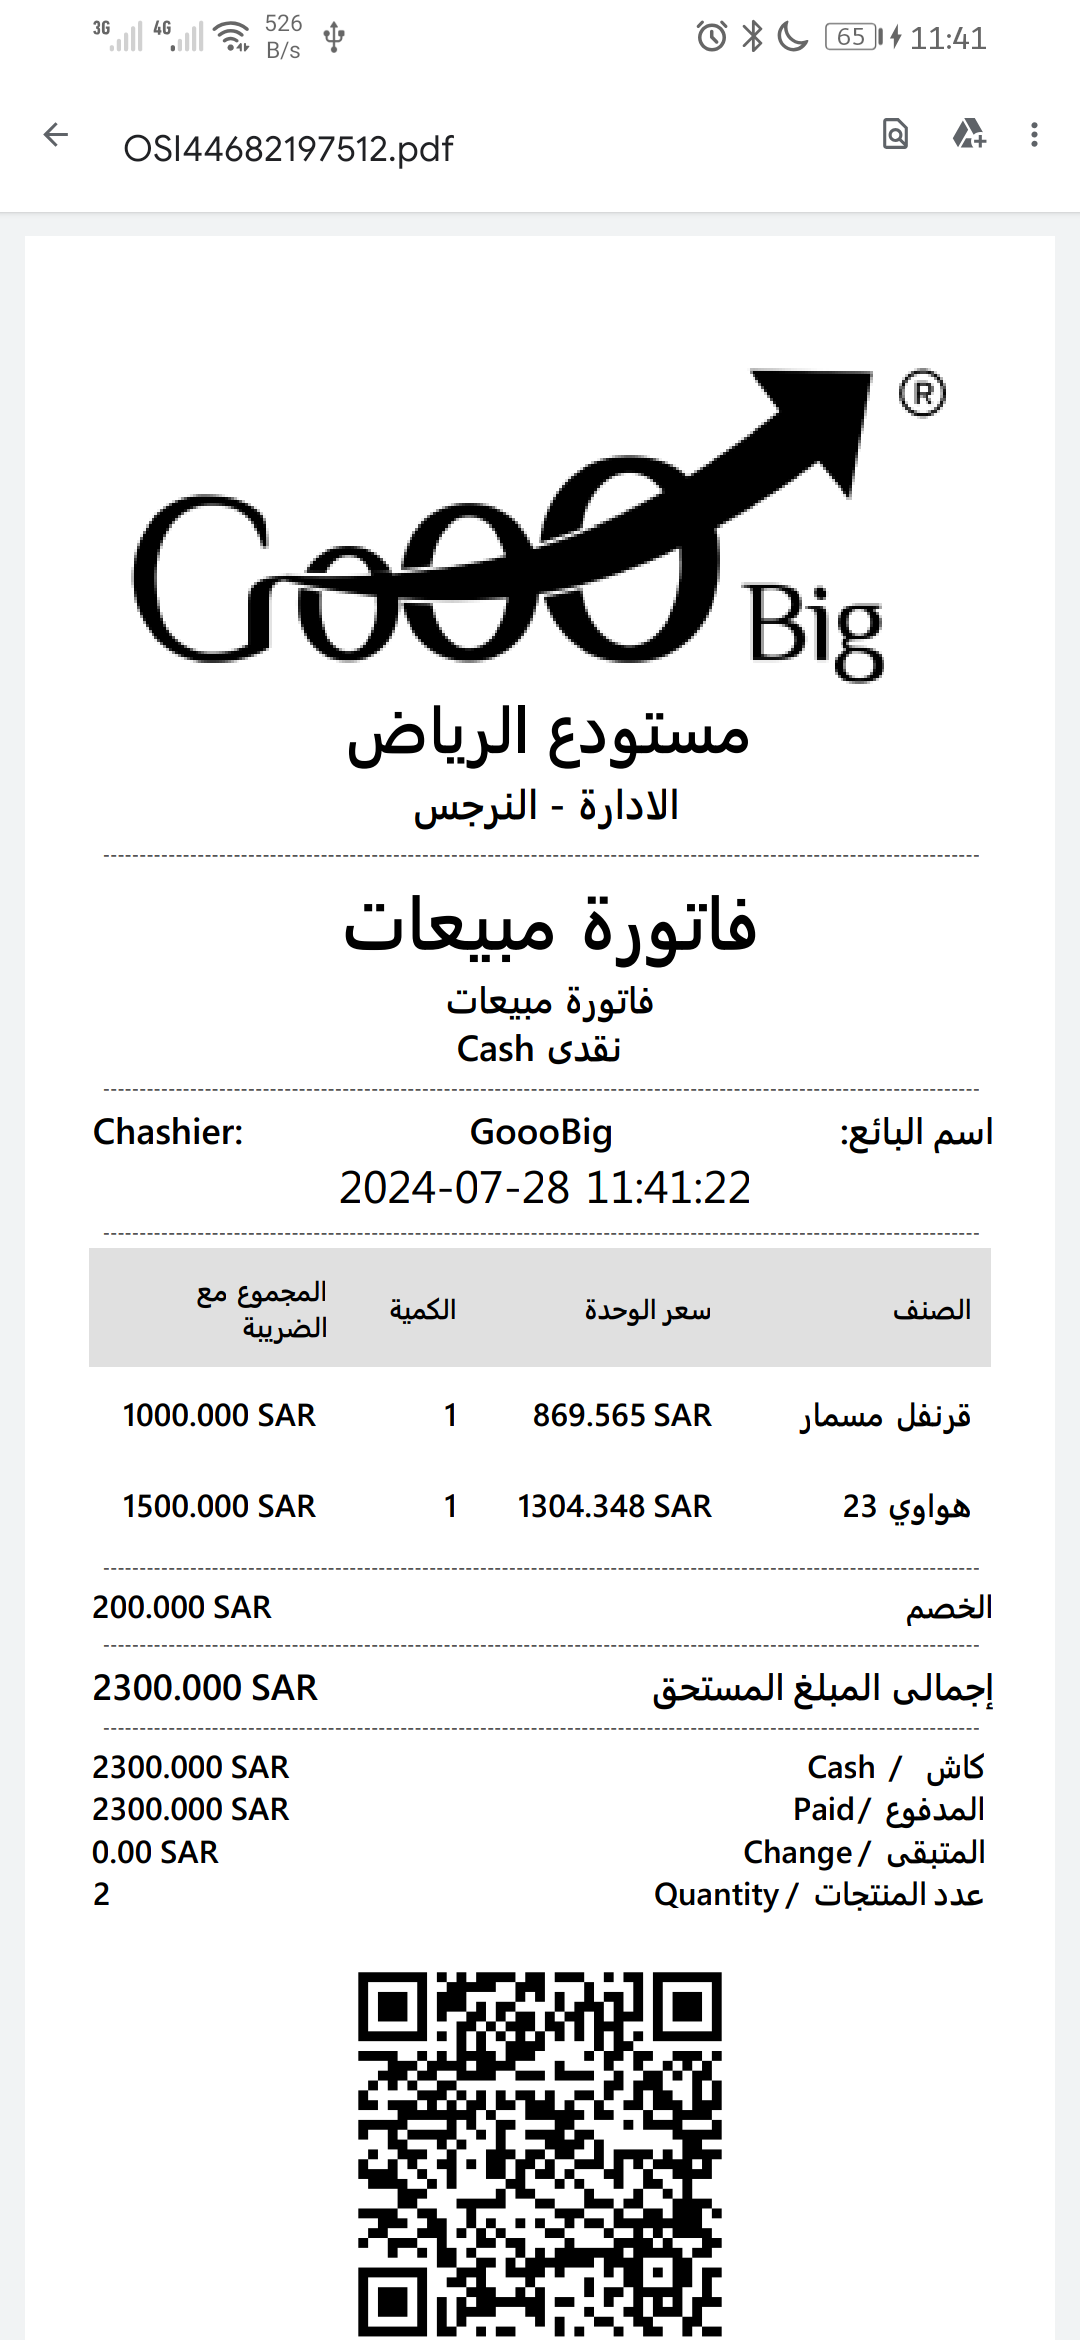 3G 4G 526 B/s 65 11:41
OSI44682197512.pdf
GoooBig ®
مستودع الرياض
الادارة - النرجس
فاتورة مبيعات
فاتورة مبيعات
نقدى Cash
Chashier: GoooBig اسم البائع:
2024-07-28 11:41:22
الصنف سعر الوحدة الكمية المجموع مع الضريبة
قرنفل مسمار 869.565 SAR 1 1000.000 SAR
هواوي 23 1304.348 SAR 1 1500.000 SAR
الخصم 200.000 SAR
إجمالى المبلغ المستحق 2300.000 SAR
كاش / Cash 2300.000 SAR
المدفوع /Paid 2300.000 SAR
المتبقى /Change 0.00 SAR
عدد المنتجات /Quantity 2